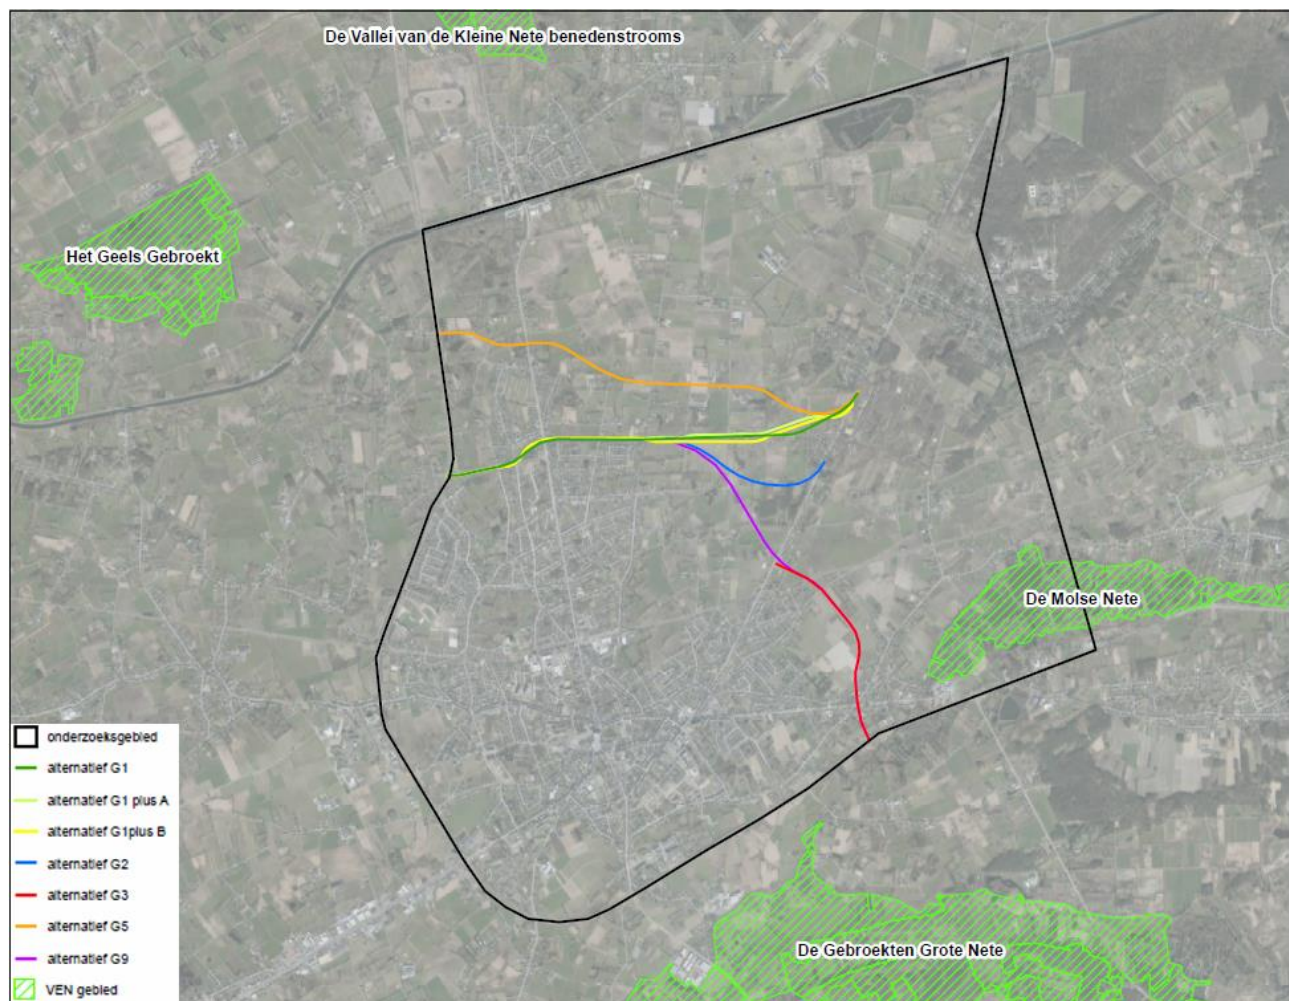 De Vallei van de Kleine Nete benedenstrooms
Het Geels Gebroekt
De Molse Nete
De Gebroekten Grote Nete
onderzoeksgebied
alternatief G1
alternatief G1 plus A
alternatief G1plus B
alternatief G2
alternatief G3
alternatief G5
alternatief G9
VEN gebied